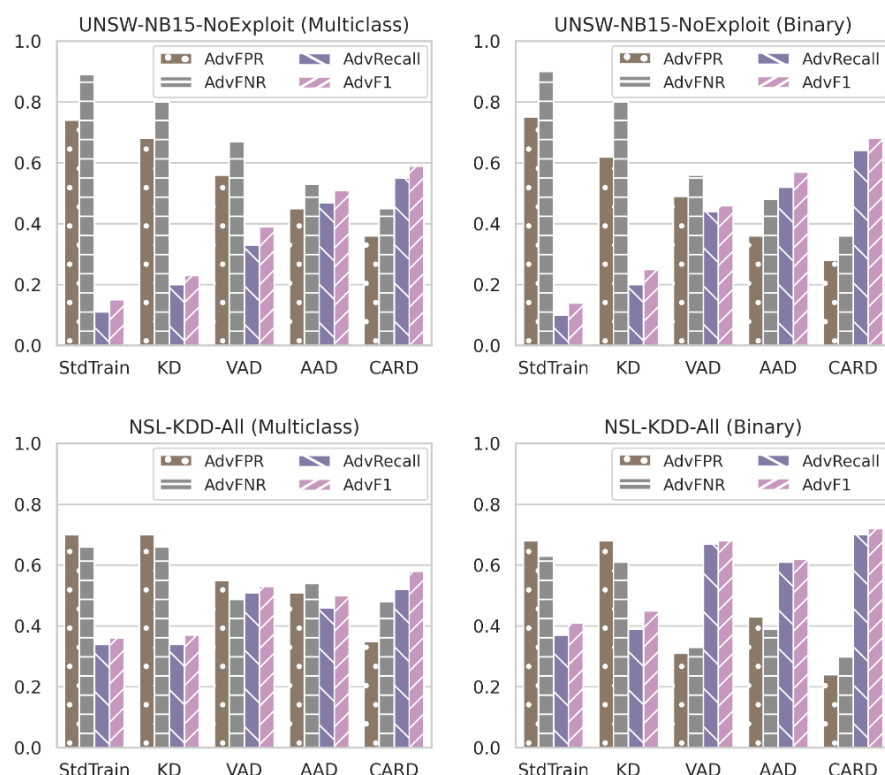 UNSW-NB15-NoExploit (Multiclass)
1.0
0.8
0.6
0.4
0.2
0.0
AdvFPR AdvRecall
AdvFNR AdvF1
StdTrain KD VAD AAD CARD
UNSW-NB15-NoExploit (Binary)
1.0
0.8
0.6
0.4
0.2
0.0
AdvFPR AdvRecall
AdvFNR AdvF1
StdTrain KD VAD AAD CARD
NSL-KDD-All (Multiclass)
1.0
0.8
0.6
0.4
0.2
0.0
AdvFPR AdvRecall
AdvFNR AdvF1
StdTrain KD VAD AAD CARD
NSL-KDD-All (Binary)
1.0
0.8
0.6
0.4
0.2
0.0
AdvFPR AdvRecall
AdvFNR AdvF1
StdTrain KD VAD AAD CARD